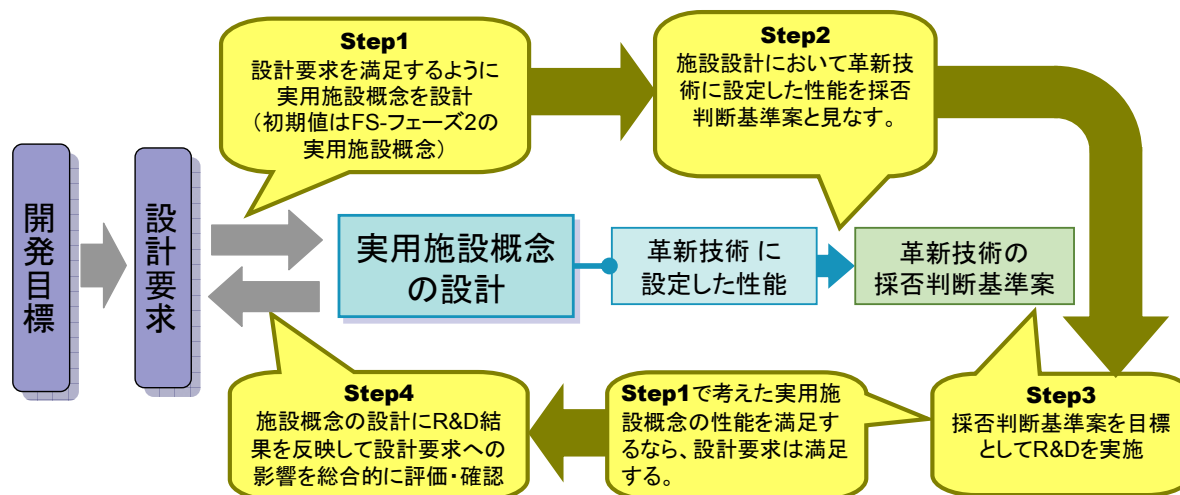 Step1
設計要求を満足するように
実用施設概念を設計
（初期値はFS-フェーズ2の
実用施設概念）
Step2
施設設計において革新技
術に設定した性能を採否
判断基準案と見なす。
開発目標
設計要求
実用施設概念
の設計
革新技術 に
設定した性能
革新技術の
採否判断基準案
Step3
採否判断基準案を目標
としてR&Dを実施
Step1で考えた実用施
設概念の性能を満足す
るなら、設計要求は満足
する。
Step4
施設概念の設計にR&D結
果を反映して設計要求への
影響を総合的に評価・確認